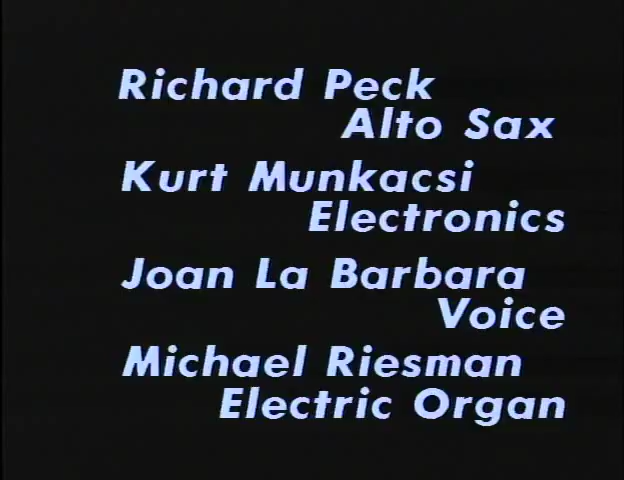 Richard Peck
Alto Sax
Kurt Munkacsi
Electronics
Joan La Barbara
Voice
Michael Riesman
Electric Organ